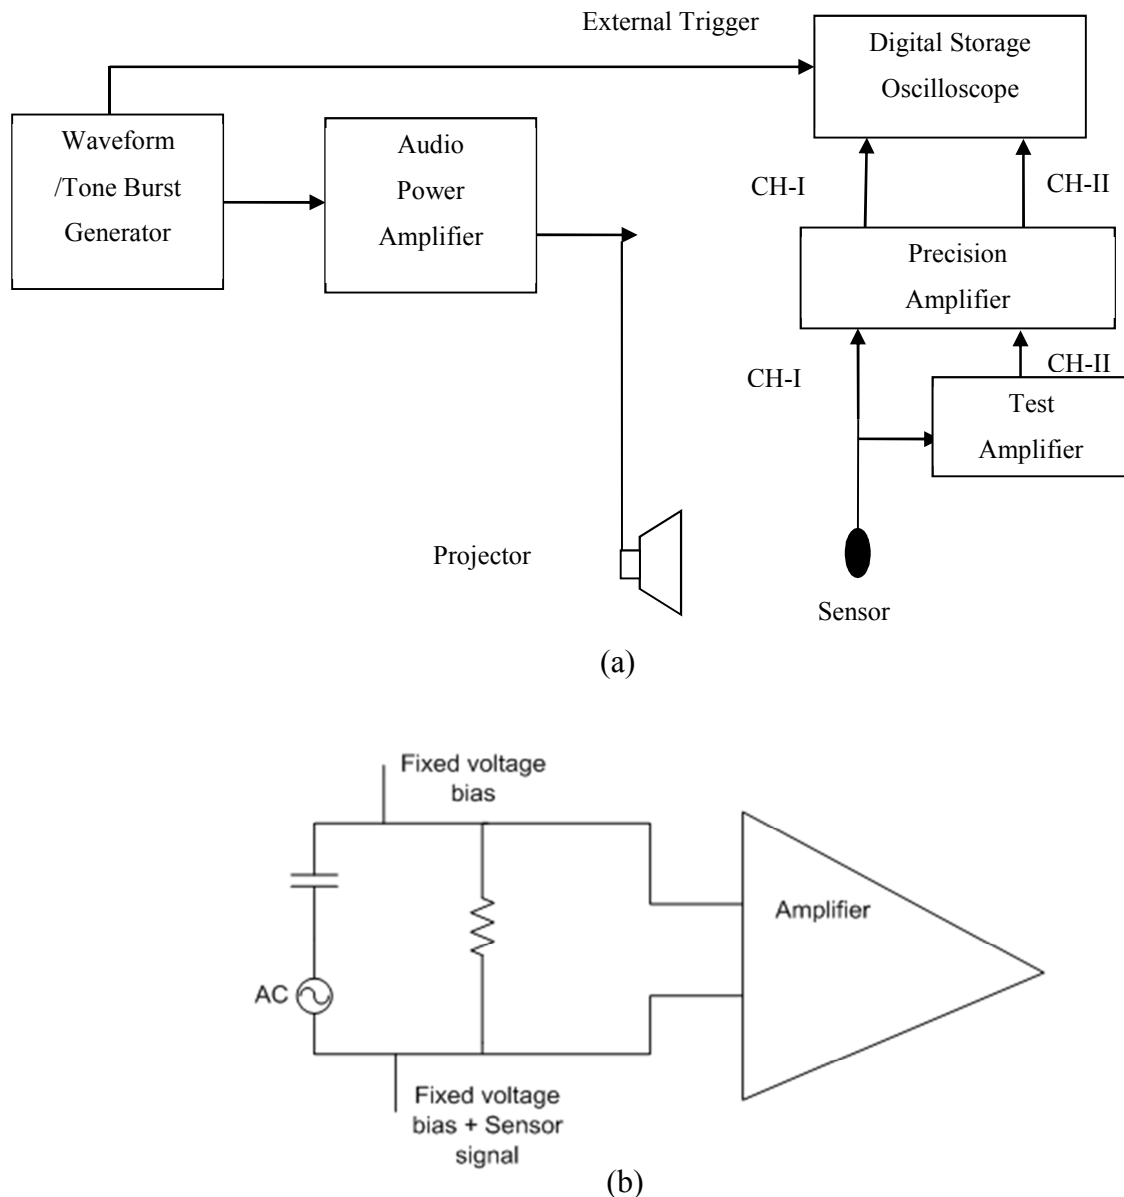 External Trigger
Digital Storage
Oscilloscope
Waveform
/Tone Burst
Generator
Audio
Power
Amplifier
CH-I
CH-II
Precision
Amplifier
CH-I
CH-II
Test
Amplifier
Projector
Sensor
(a)
Fixed voltage
bias
Amplifier
AC
Fixed voltage
bias + Sensor
signal
(b)